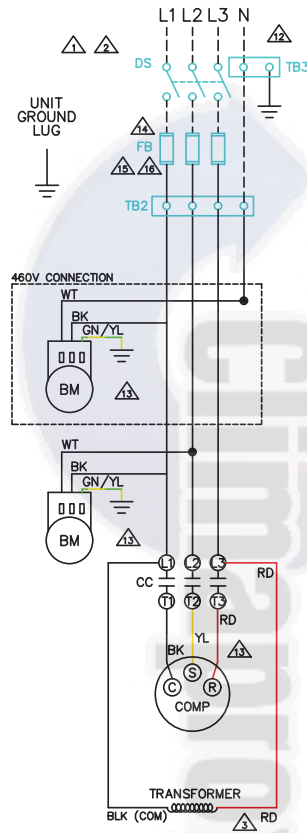 L1 L2 L3 N
1 2 12
DS
TB3
UNIT
GROUND
LUG
14
FB
15 16
TB2
460V CONNECTION
WT
BK
GN/YL
BM
13
WT
BK
GN/YL
BM
13
L1 L2 L3
CC
RD
T1 T2 T3
RD
YL
BK
13
S
C R
COMP
TRANSFORMER
BLK (COM)
3
RD
climapro